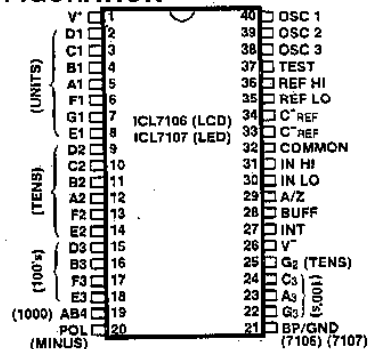 V⁺ 1
D1 2
C1 3
B1 4
A1 5
F1 6
G1 7
E1 8
(UNITS)
D2 9
C2 10
B2 11
A2 12
F2 13
E2 14
(TENS)
D3 15
B3 16
F3 17
E3 18
(100's)
(1000) AB4 19
POL 20
(MINUS)
ICL7106 (LCD)
ICL7107 (LED)
40 OSC 1
39 OSC 2
38 OSC 3
37 TEST
36 REF HI
35 REF LO
34 C⁻REF
33 C⁻REF
32 COMMON
31 IN HI
30 IN LO
29 A/Z
28 BUFF
27 INT
26 V⁻
25 G2 (TENS)
24 C3
23 A3
22 G3
(100's)
21 BP/GND
(7106) (7107)